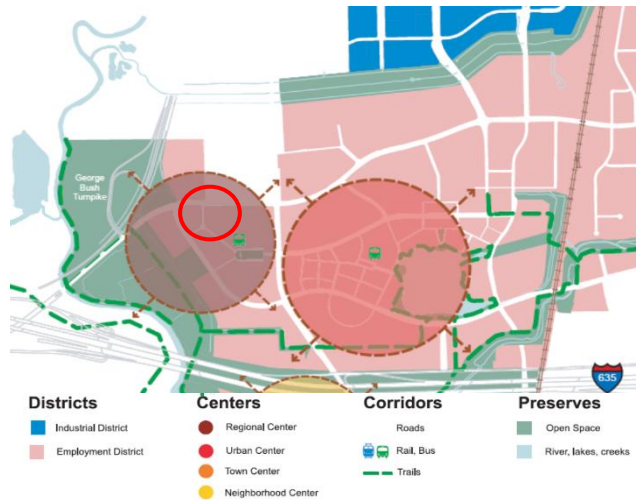 George
Bush
Turnpike
635
Districts
Industrial District
Employment District
Centers
Regional Center
Urban Center
Town Center
Neighborhood Center
Corridors
Roads
Rail, Bus
Trails
Preserves
Open Space
River, lakes, creeks